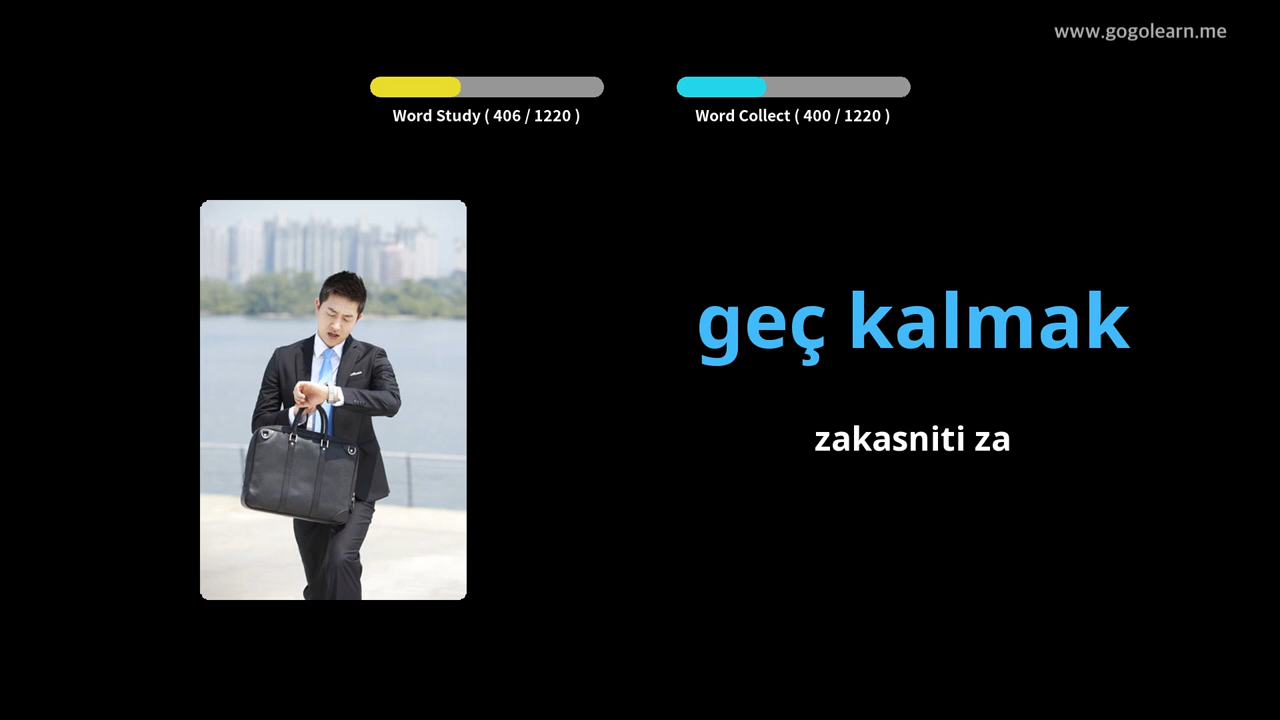 www.gogolearn.me
Word Study ( 406 / 1220 )
Word Collect ( 400 / 1220 )
geç kalmak
zakasniti za